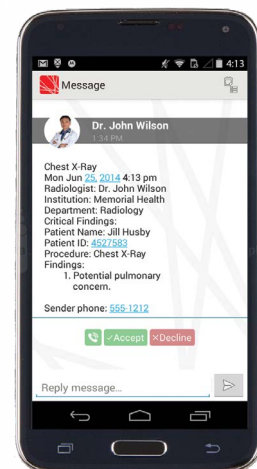 4:13
Message
Dr. John Wilson
1:34 PM
Chest X-Ray
Mon Jun 25, 2014 4:13 pm
Radiologist: Dr. John Wilson
Institution: Memorial Health
Department: Radiology
Critical Findings:
Patient Name: Jill Husby
Patient ID: 4527583
Procedure: Chest X-Ray
Findings:
1. Potential pulmonary
concern.
Sender phone: 555-1212
✓Accept ×Decline
Reply message...